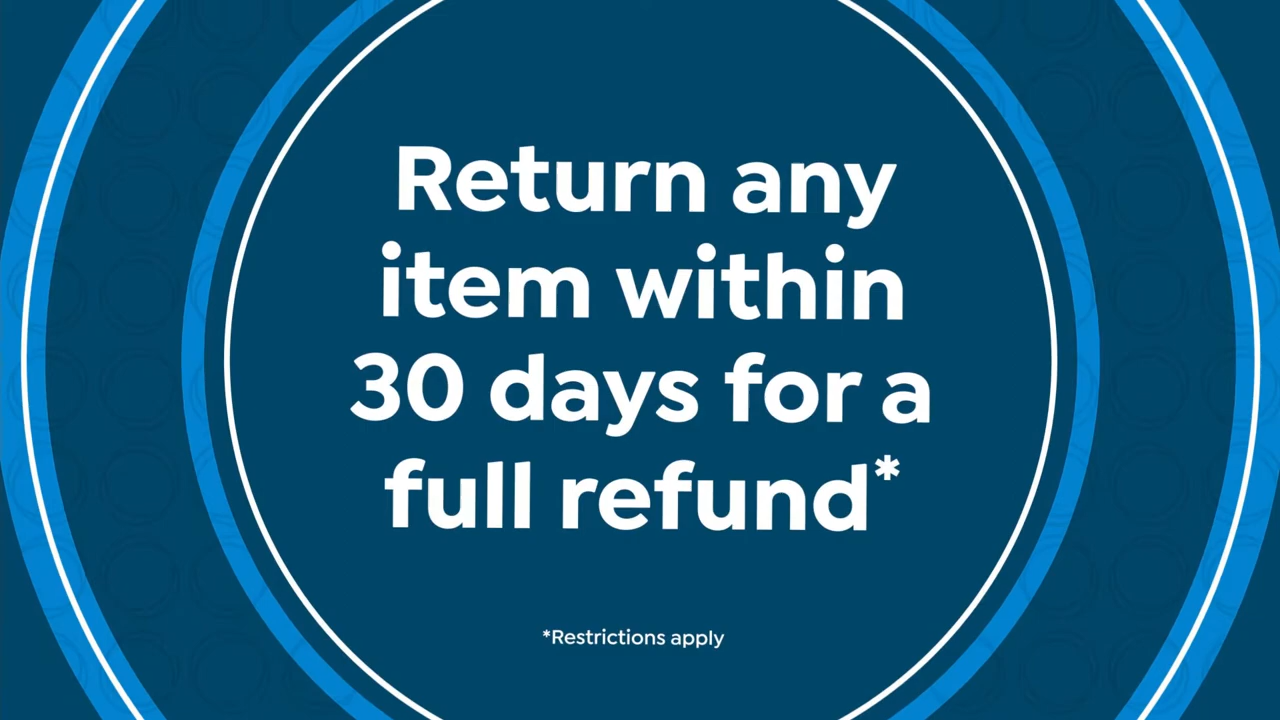 Return any
item within
30 days for a
full refund*
*Restrictions apply